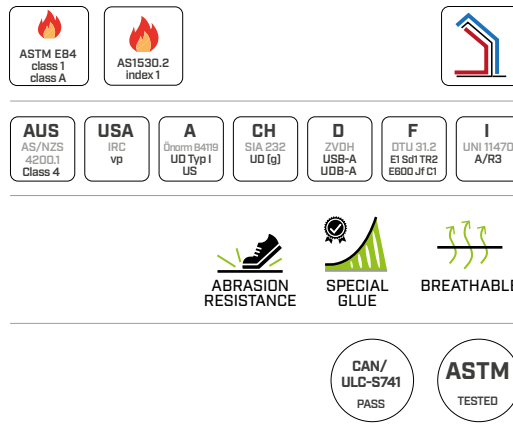 ASTM E84
class 1
class A
AS1530.2
index 1
AUS
AS/NZS
4200.1
Class 4
USA
IRC
vp
A
Önorm B4119
UD Typ I
US
CH
SIA 232
UD (g)
D
ZVDH
USB-A
UDB-A
F
DTU 31.2
E1 Sd1 TR2
E600 Jf C1
I
UNI 11470
A/R3
ABRASION
RESISTANCE
SPECIAL
GLUE
BREATHABLE
CAN/
ULC-S741
PASS
ASTM
TESTED